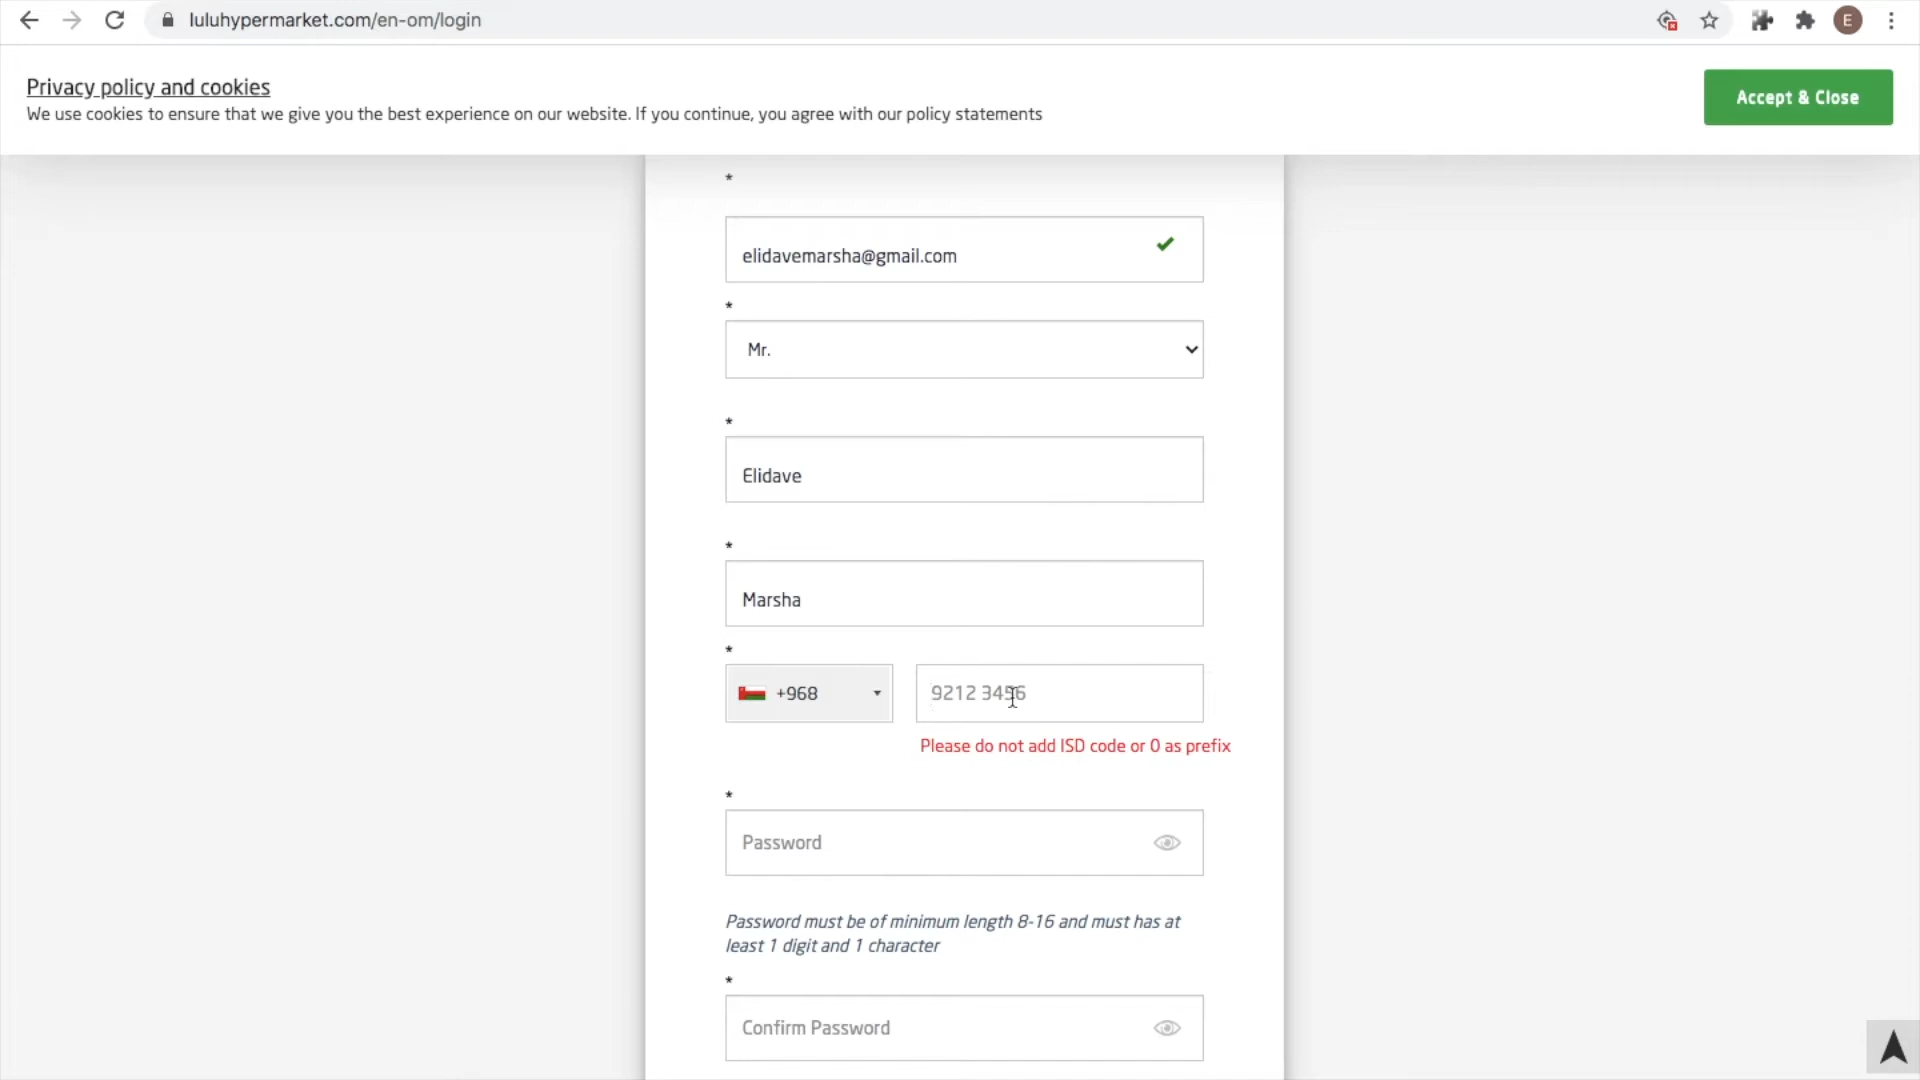 luluhypermarket.com/en-om/login
E
Privacy policy and cookies
We use cookies to ensure that we give you the best experience on our website. If you continue, you agree with our policy statements
Accept & Close
*
elidavemarsha@gmail.com
*
Mr.
*
Elidave
*
Marsha
*
+968
9212 3456
Please do not add ISD code or 0 as prefix
*
Password
Password must be of minimum length 8-16 and must has at
least 1 digit and 1 character
*
Confirm Password